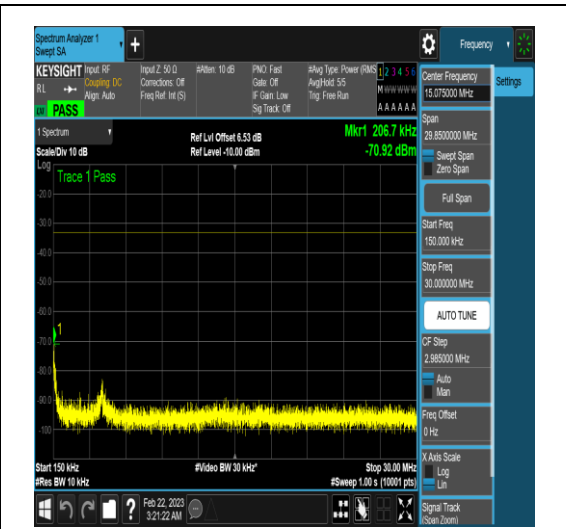 Spectrum Analyzer 1
Swept SA
+
Frequency
KEYSIGHT
RL
PASS
Input: RF
Coupling: DC
Align: Auto
Input Z: 50 Ω
Corrections: Off
Freq Ref: Int (S)
#Atten: 10 dB
PNO: Fast
Gate: Off
IF Gain: Low
Sig Track: Off
#Avg Type: Power (RMS
Avg|Hold: 5/5
Trig: Free Run
1 2 3 4 5 6
M W W W W W
A A A A A A
1 Spectrum
Scale/Div 10 dB
Ref Lvl Offset 6.53 dB
Ref Level -10.00 dBm
Mkr1 206.7 kHz
-70.92 dBm
Log
Trace 1 Pass
-20.0
-30.0
-40.0
-50.0
-60.0
1
-70.0
-80.0
-90.0
-100
Start 150 kHz
#Res BW 10 kHz
#Video BW 30 kHz*
Stop 30.00 MHz
#Sweep 1.00 s (10001 pts)
?
Feb 22, 2023
3:21:22 AM
Center Frequency
15.075000 MHz
Settings
Span
29.8500000 MHz
Swept Span
Zero Span
Full Span
Start Freq
150.000 kHz
Stop Freq
30.000000 MHz
AUTO TUNE
CF Step
2.985000 MHz
Auto
Man
Freq Offset
0 Hz
X Axis Scale
Log
Lin
Signal Track
(Span Zoom)